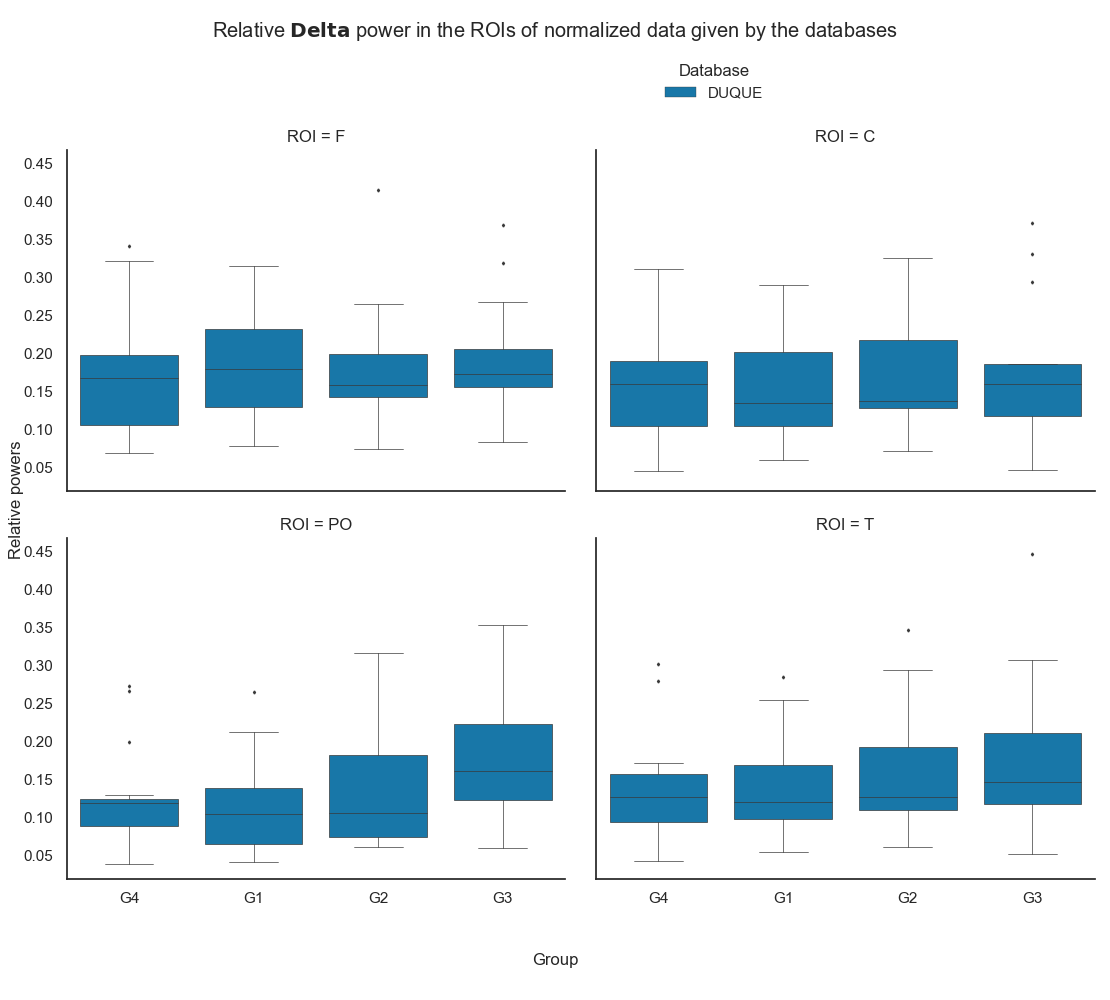 Relative Delta power in the ROIs of normalized data given by the databases
Database
DUQUE
ROI = F
ROI = C
0.45
0.40
0.35
0.30
0.25
0.20
0.15
0.10
0.05
Relative powers
ROI = PO
ROI = T
0.45
0.40
0.35
0.30
0.25
0.20
0.15
0.10
0.05
G4 G1 G2 G3
G4 G1 G2 G3
Group